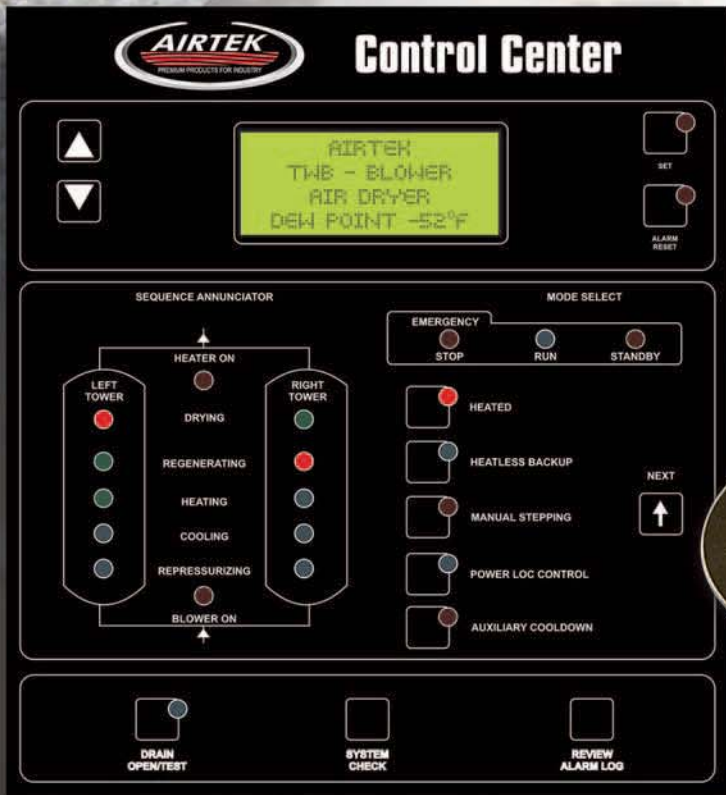 AIRTEK
PREMIUM PRODUCTS FOR INDUSTRY
Control Center
AIRTEK
TWB - BLOWER
AIR DRYER
DEW POINT -52°F
SET
ALARM
RESET
SEQUENCE ANNUNCIATOR
MODE SELECT
EMERGENCY
STOP
RUN
STANDBY
HEATER ON
LEFT
TOWER
RIGHT
TOWER
DRYING
REGENERATING
HEATING
COOLING
REPRESSURIZING
BLOWER ON
HEATED
HEATLESS BACKUP
MANUAL STEPPING
POWER LOC CONTROL
AUXILIARY COOLDOWN
NEXT
DRAIN
OPEN/TEST
SYSTEM
CHECK
REVIEW
ALARM LOG